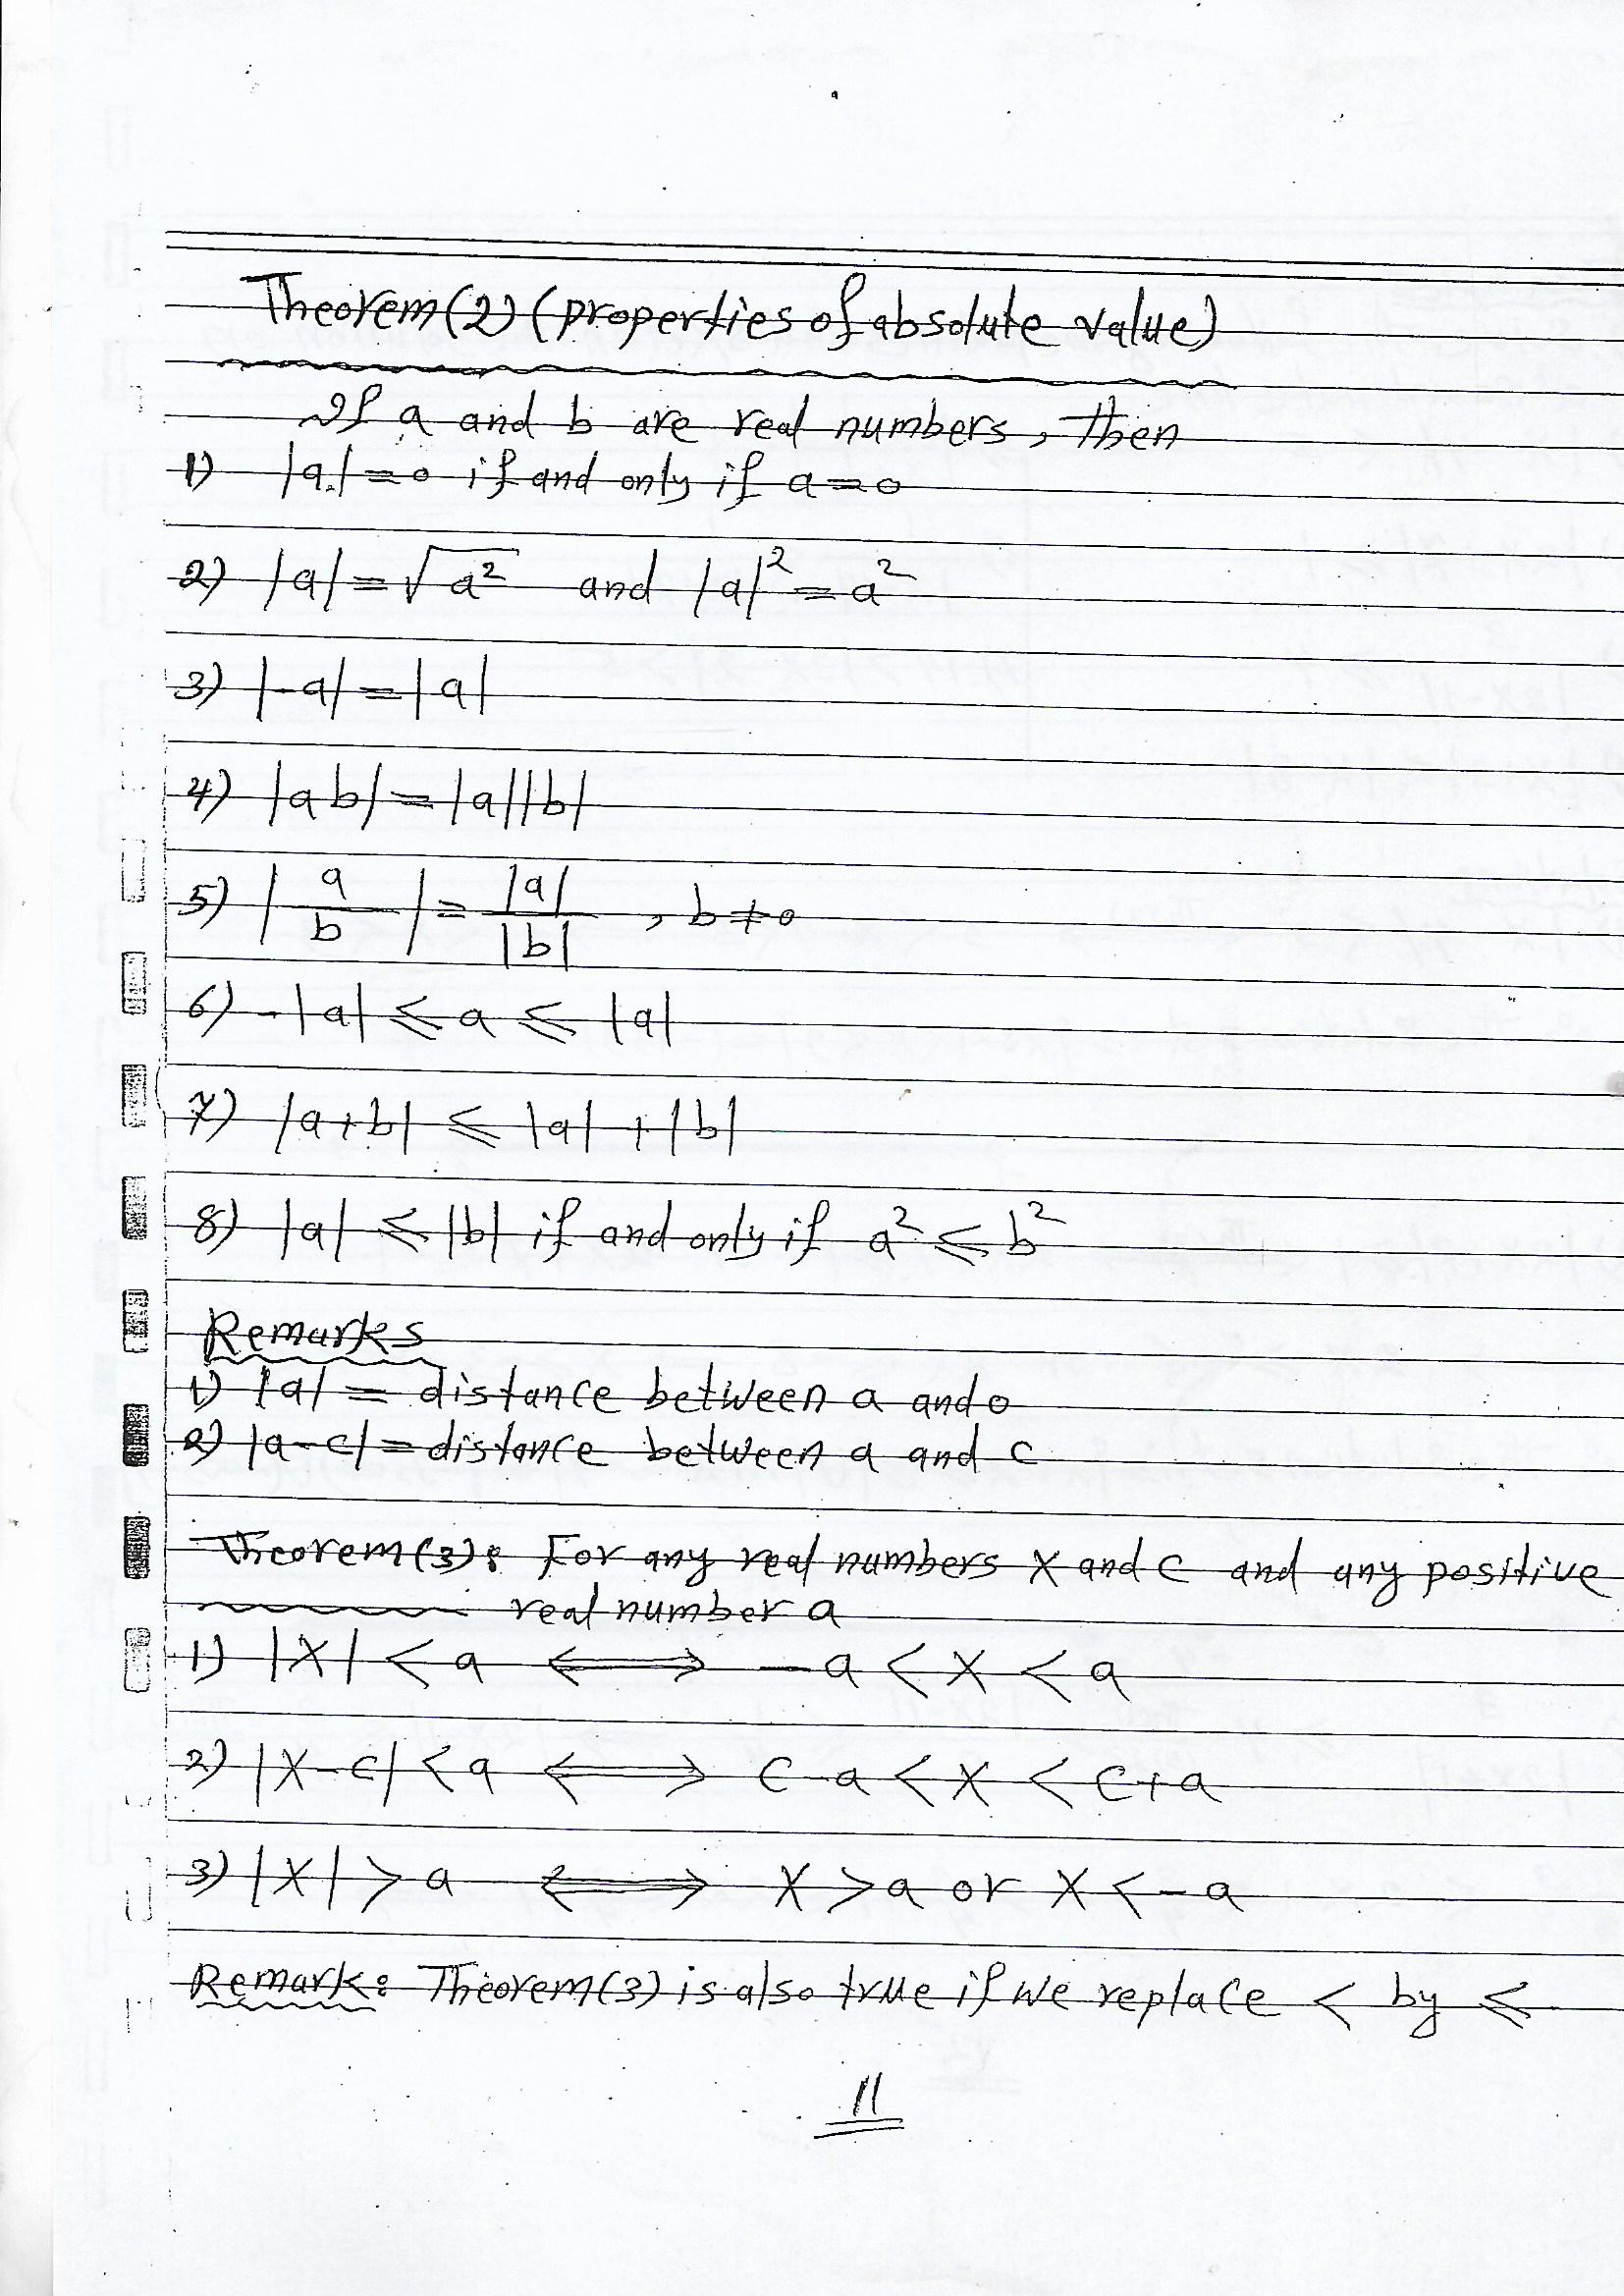 Theorem(2) (properties of absolute value)
If a and b are real numbers, then
1) |a|=0 if and only if a=0
2) |a|=√a² and |a|²=a²
3) |-a|=|a|
4) |ab|=|a||b|
5) |a/b|=|a|/|b| , b≠0
6) -|a| ≤ a ≤ |a|
7) |a+b| ≤ |a|+|b|
8) |a| ≤ |b| if and only if a² ≤ b²
Remarks
1) |a| = distance between a and 0
2) |a-c| = distance between a and c
Theorem(3): For any real numbers x and c and any positive
real number a
1) |x| < a ⟺ -a < x < a
2) |x-c| < a ⟺ c-a < x < c+a
3) |x| > a ⟺ x > a or x < -a
Remark: Theorem(3) is also true if we replace < by ≤
11